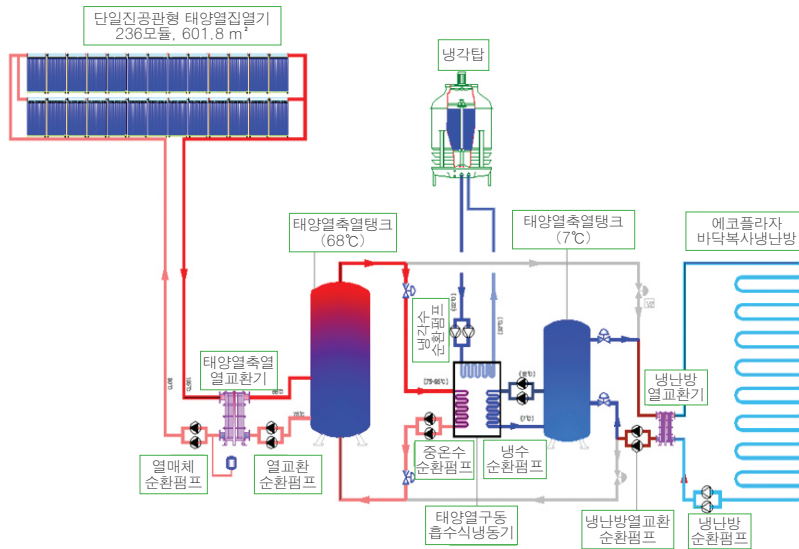 단일진공관형 태양열집열기
236모듈, 601.8 m²
냉각탑
태양열축열탱크
(68℃)
태양열축열탱크
(7℃)
에코플라자
바닥복사냉난방
냉각수
순환펌프
태양열축열
열교환기
(75-95℃)
(7℃)
냉난방
열교환기
열매체
순환펌프
열교환
순환펌프
중온수
순환펌프
냉수
순환펌프
태양열구동
흡수식냉동기
냉난방열교환
순환펌프
냉난방
순환펌프